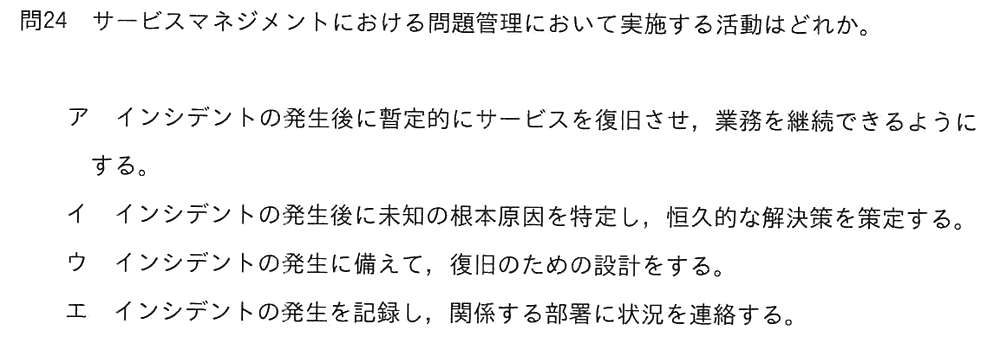 問24 サービスマネジメントにおける問題管理において実施する活動はどれか。
ア インシデントの発生後に暫定的にサービスを復旧させ，業務を継続できるように
する。
イ インシデントの発生後に未知の根本原因を特定し，恒久的な解決策を策定する。
ウ インシデントの発生に備えて，復旧のための設計をする。
エ インシデントの発生を記録し，関係する部署に状況を連絡する。